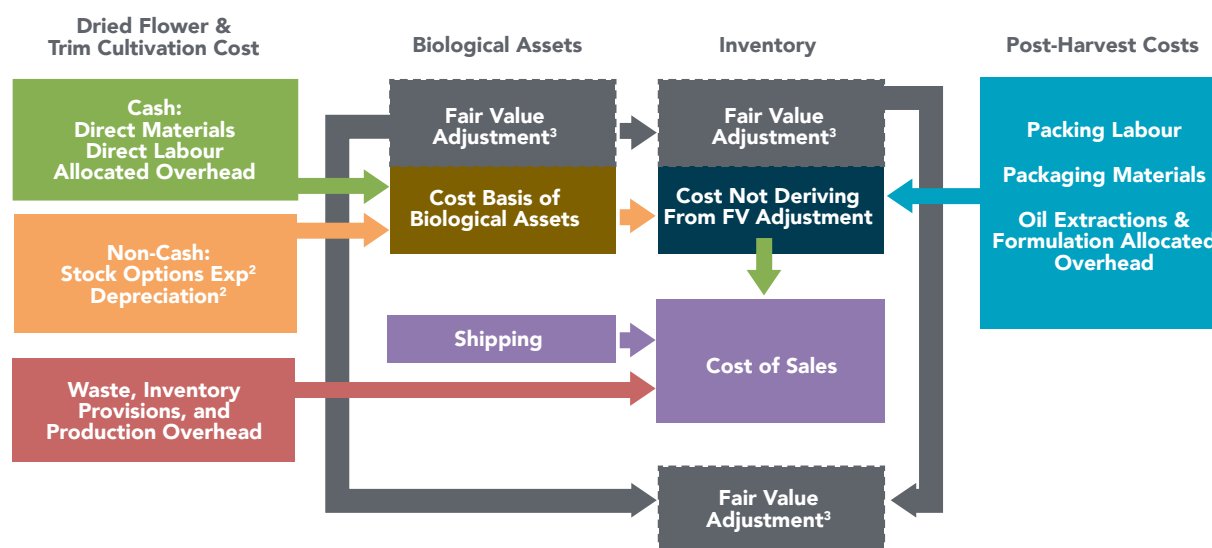 Dried Flower &
Trim Cultivation Cost
Biological Assets
Inventory
Post-Harvest Costs
Cash:
Direct Materials
Direct Labour
Allocated Overhead
Fair Value
Adjustment³
Fair Value
Adjustment³
Packing Labour
Packaging Materials
Oil Extractions &
Formulation Allocated
Overhead
Cost Basis of
Biological Assets
Cost Not Deriving
From FV Adjustment
Non-Cash:
Stock Options Exp²
Depreciation²
Shipping
Cost of Sales
Waste, Inventory
Provisions, and
Production Overhead
Fair Value
Adjustment³